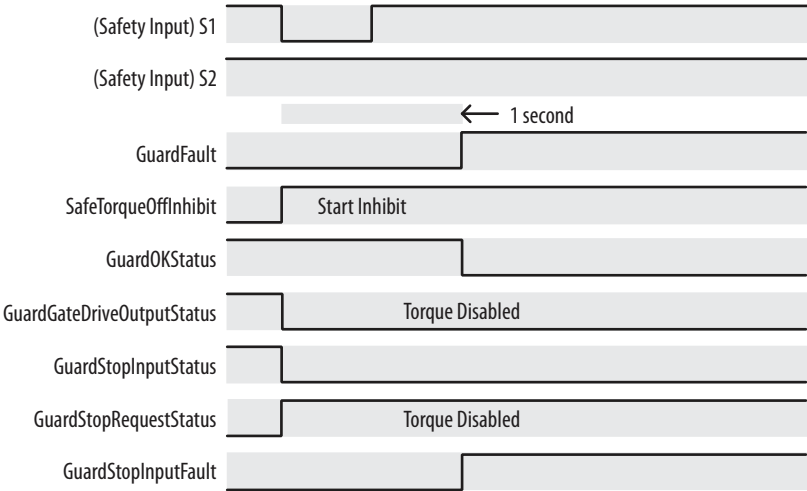 (Safety Input) S1
(Safety Input) S2
1 second
GuardFault
SafeTorqueOffInhibit Start Inhibit
GuardOKStatus
GuardGateDriveOutputStatus Torque Disabled
GuardStopInputStatus
GuardStopRequestStatus Torque Disabled
GuardStopInputFault